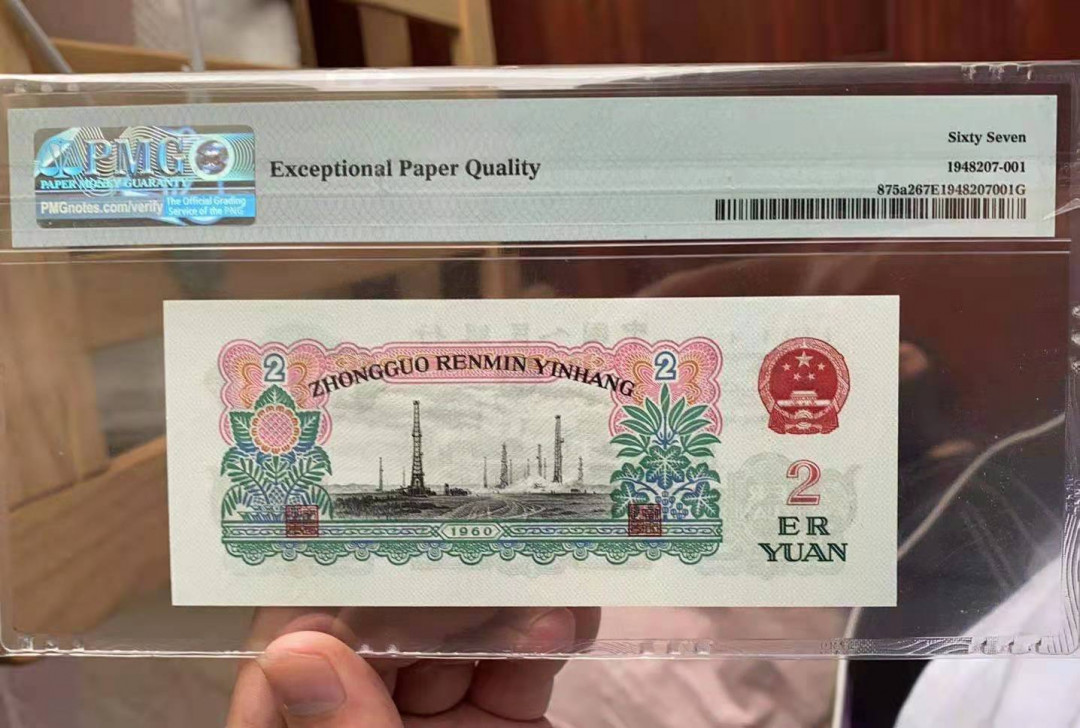 PMG
PAPER MONEY GUARANTY
PMGnotes.com/verify
The Official Grading
Service of the PNG
Exceptional Paper Quality
Sixty Seven
1948207-001
875a267E1948207001G
2
ZHONGGUO RENMIN YINHANG
2
1960
2
ER
YUAN